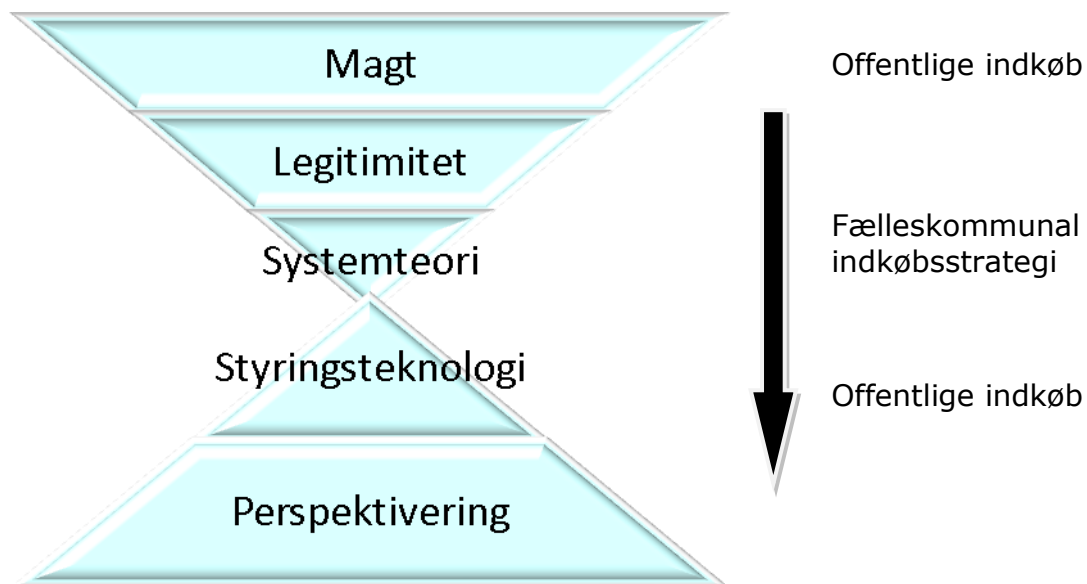 Magt
Offentlige indkøb
Legitimitet
Fælleskommunal
indkøbsstrategi
Systemteori
Styringsteknologi
Offentlige indkøb
Perspektivering